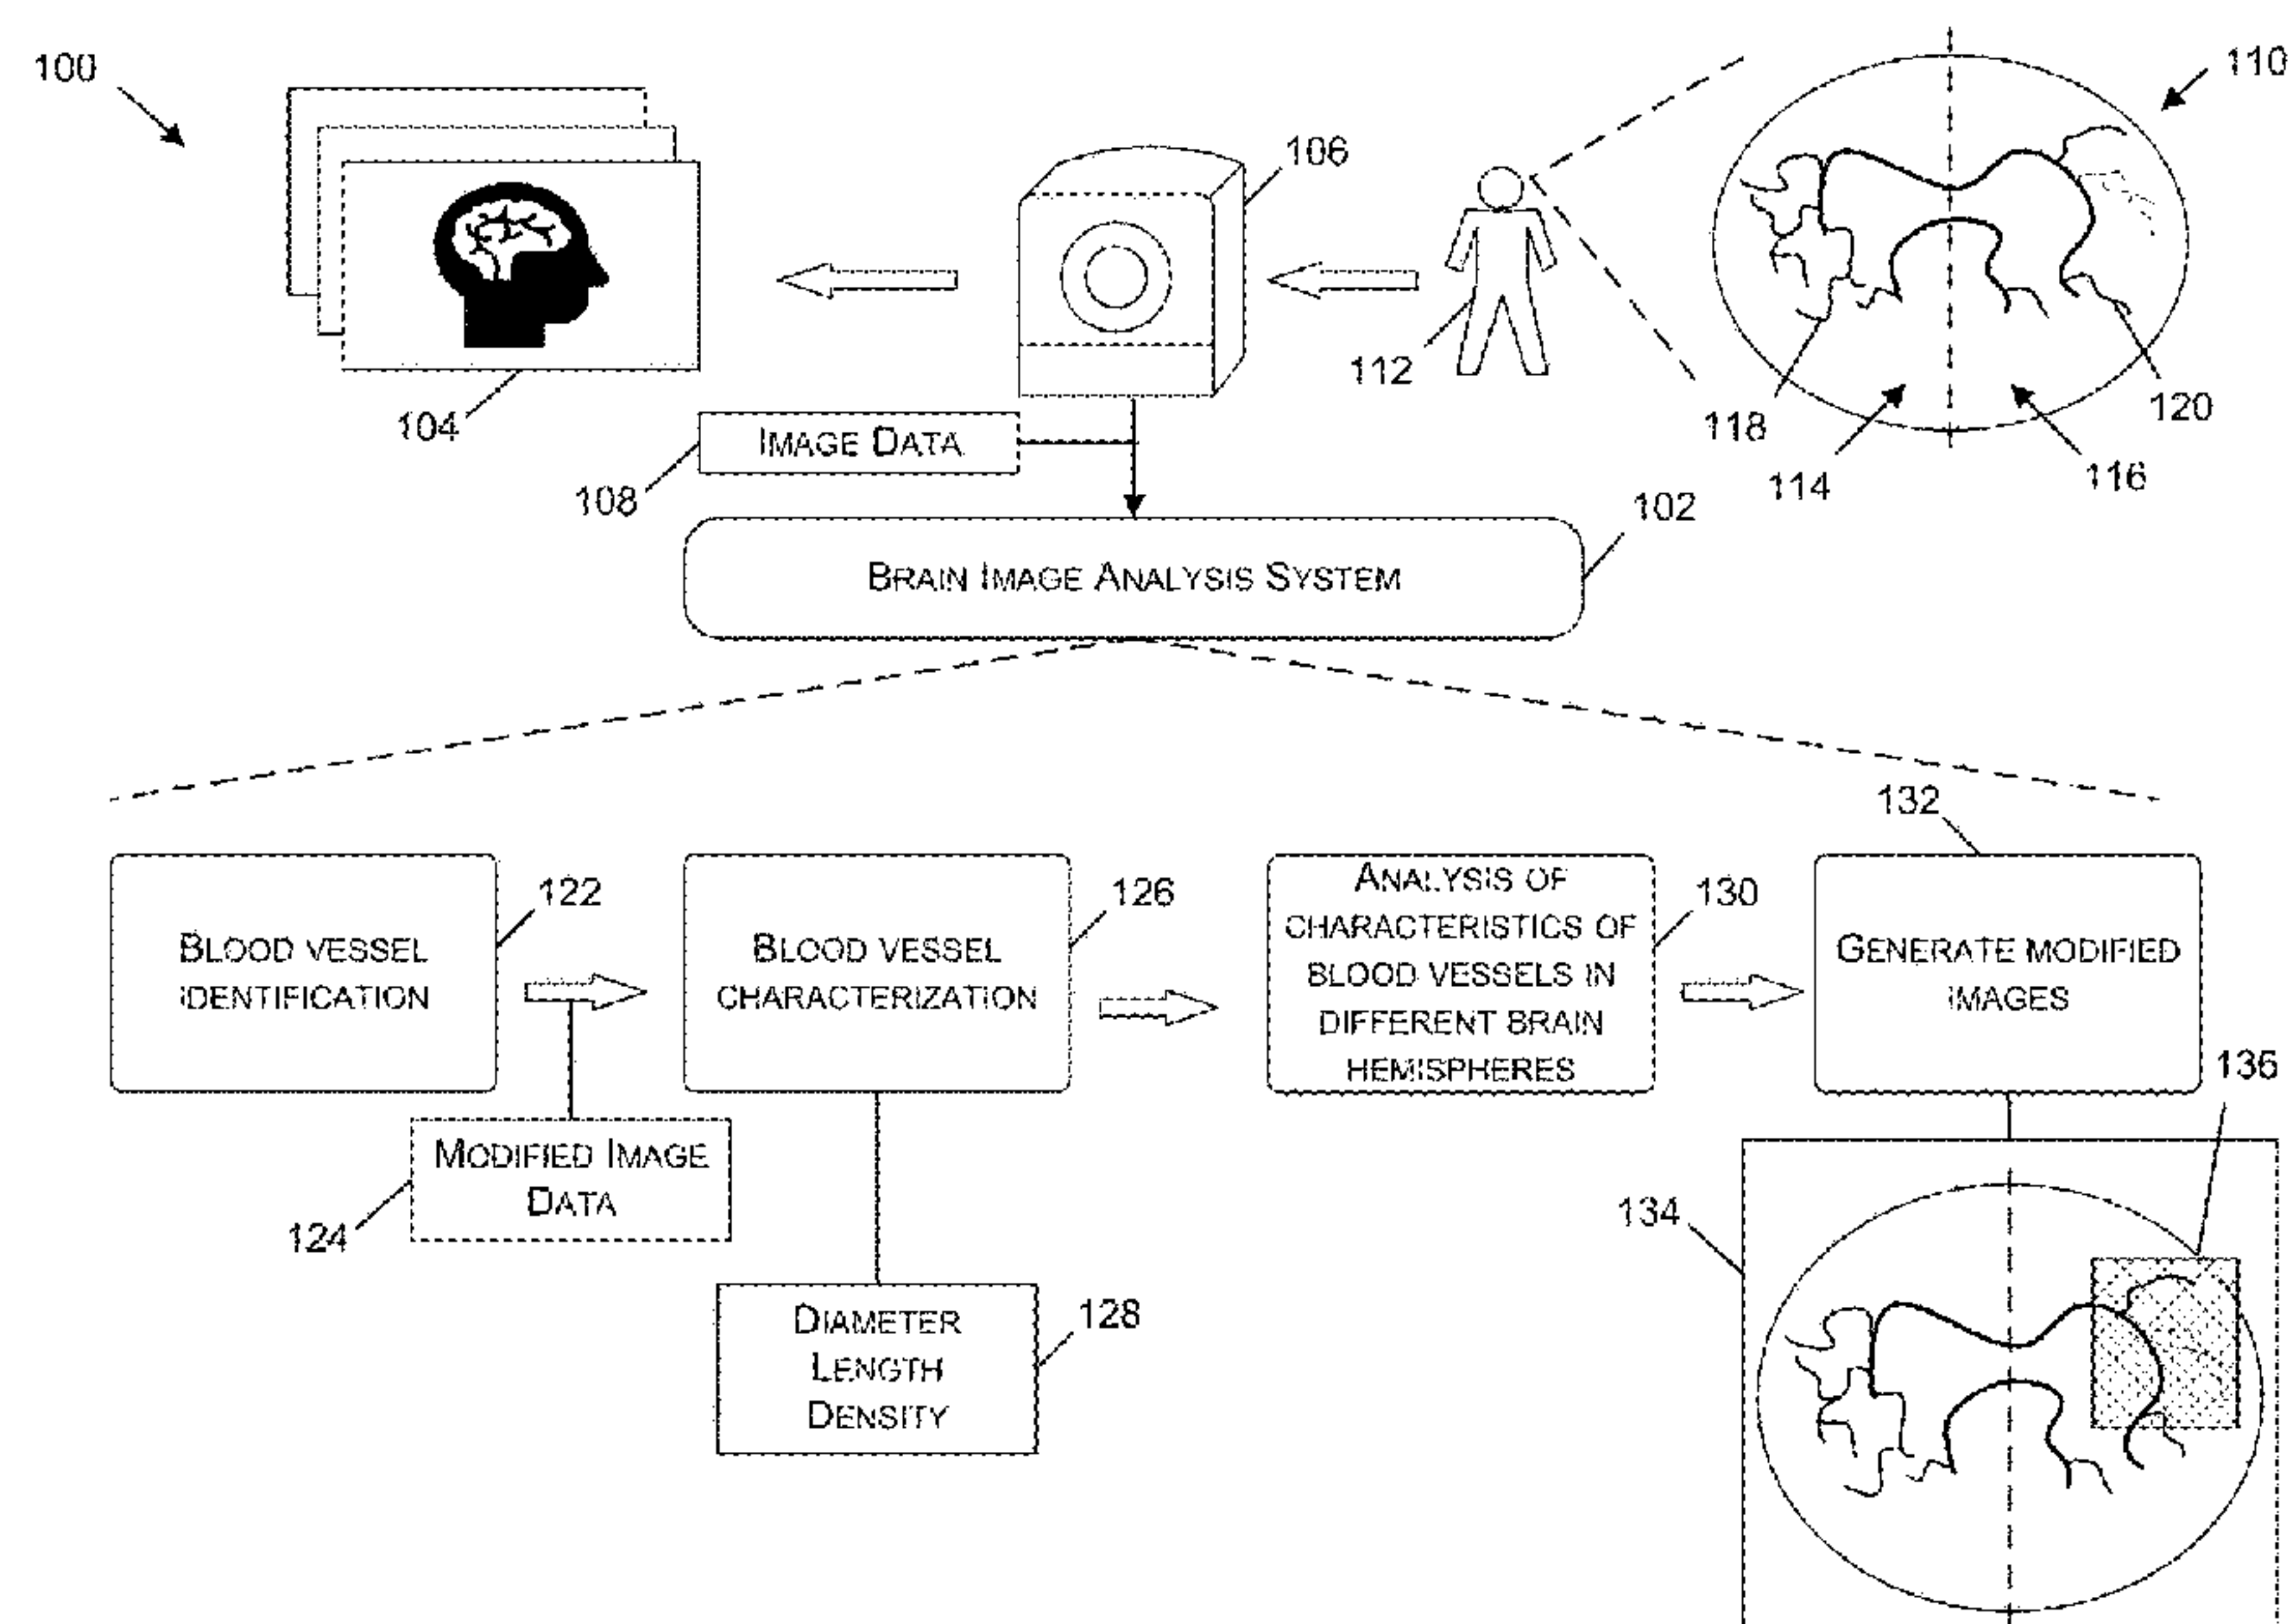 100
110
106
112
104
118
120
114
116
IMAGE DATA
108
102
BRAIN IMAGE ANALYSIS SYSTEM
132
122
126
130
BLOOD VESSEL
IDENTIFICATION
BLOOD VESSEL
CHARACTERIZATION
ANALYSIS OF
CHARACTERISTICS OF
BLOOD VESSELS IN
DIFFERENT BRAIN
HEMISPHERES
GENERATE MODIFIED
IMAGES
136
MODIFIED IMAGE
DATA
124
134
DIAMETER
LENGTH
DENSITY
128